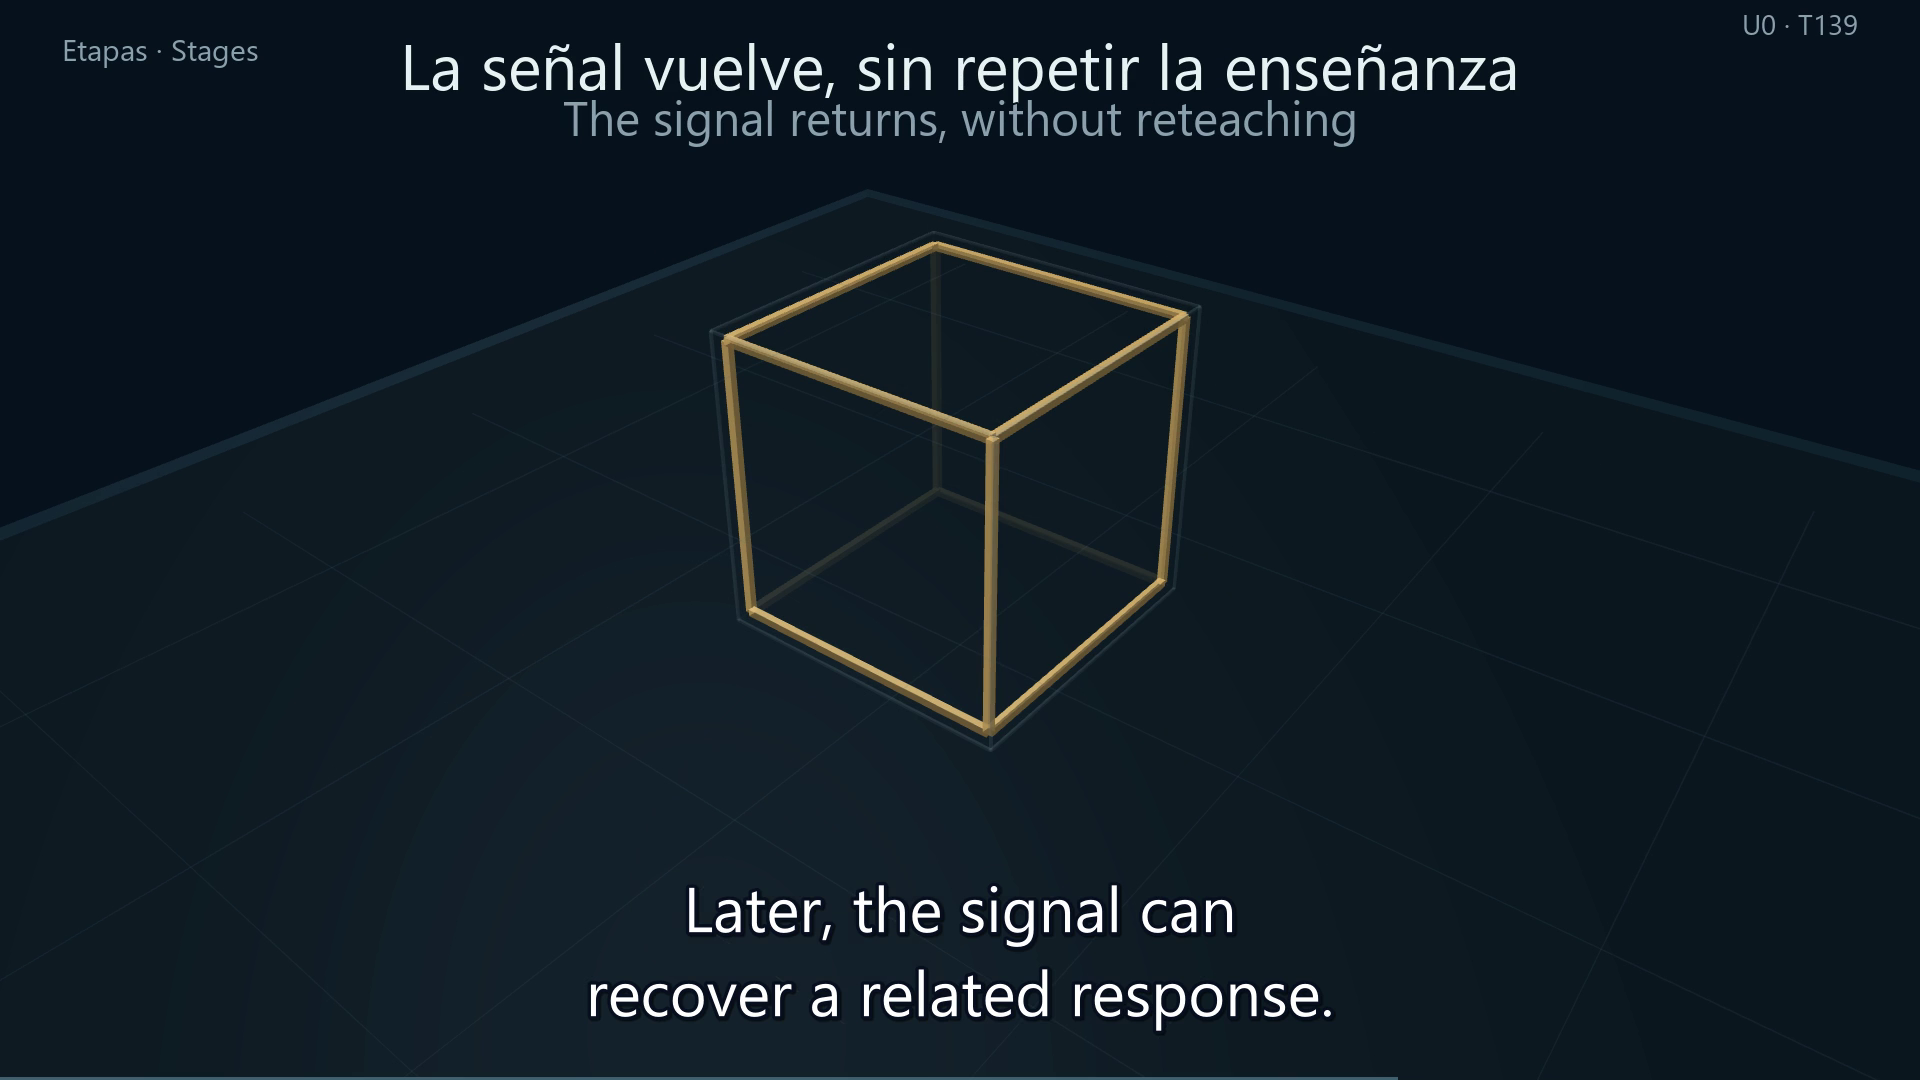 Etapas · Stages
U0 · T139
La señal vuelve, sin repetir la enseñanza
The signal returns, without reteaching
Later, the signal can
recover a related response.